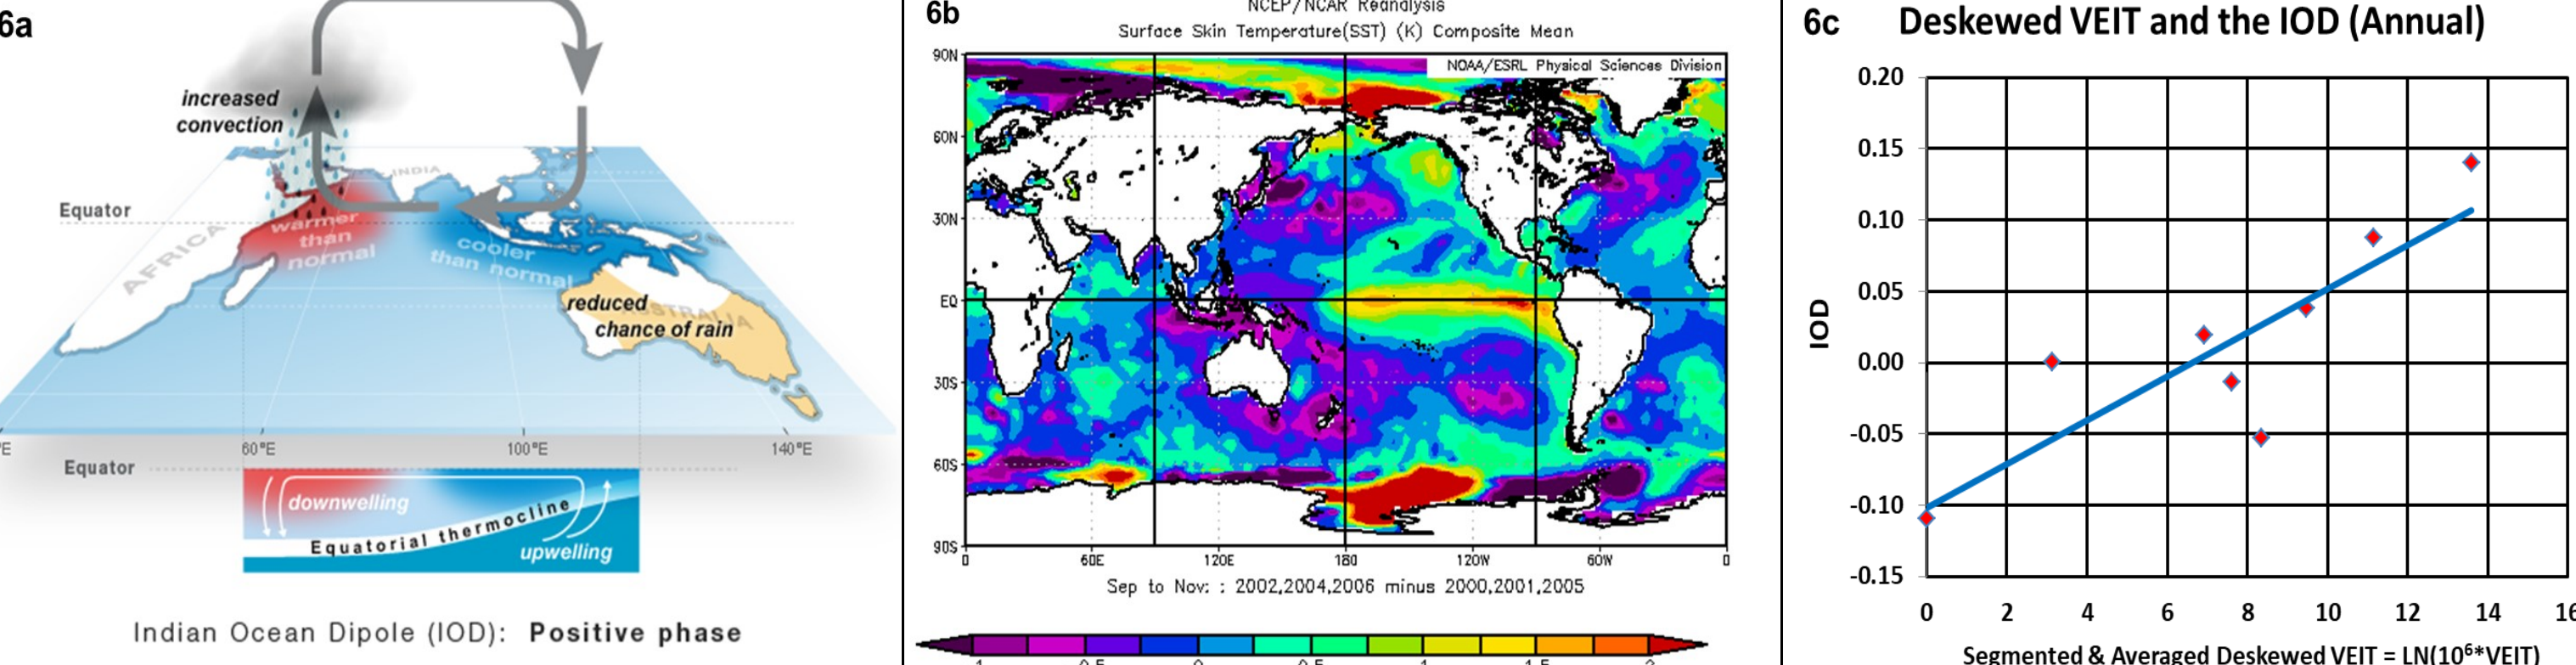 6a
increased
convection
INDIA
Equator
AFRICA
warmer
than
normal
cooler
than normal
reduced
AUSTRALIA
chance of rain
60°E
100°E
140°E
Equator
downwelling
Equatorial thermocline
upwelling
Indian Ocean Dipole (IOD): Positive phase
6b
NCEP/NCAR Reanalysis
Surface Skin Temperature(SST) (K) Composite Mean
NOAA/ESRL Physical Sciences Division
90N
60N
30N
EQ
30S
60S
90S
0 60E 120E 180 120W 60W 0
Sep to Nov: : 2002,2004,2006 minus 2000,2001,2005
6c Deskewed VEIT and the IOD (Annual)
0.20
0.15
0.10
0.05
0.00
-0.05
-0.10
-0.15
IOD
0 2 4 6 8 10 12 14 16
Segmented & Averaged Deskewed VEIT = LN(10⁶*VEIT)